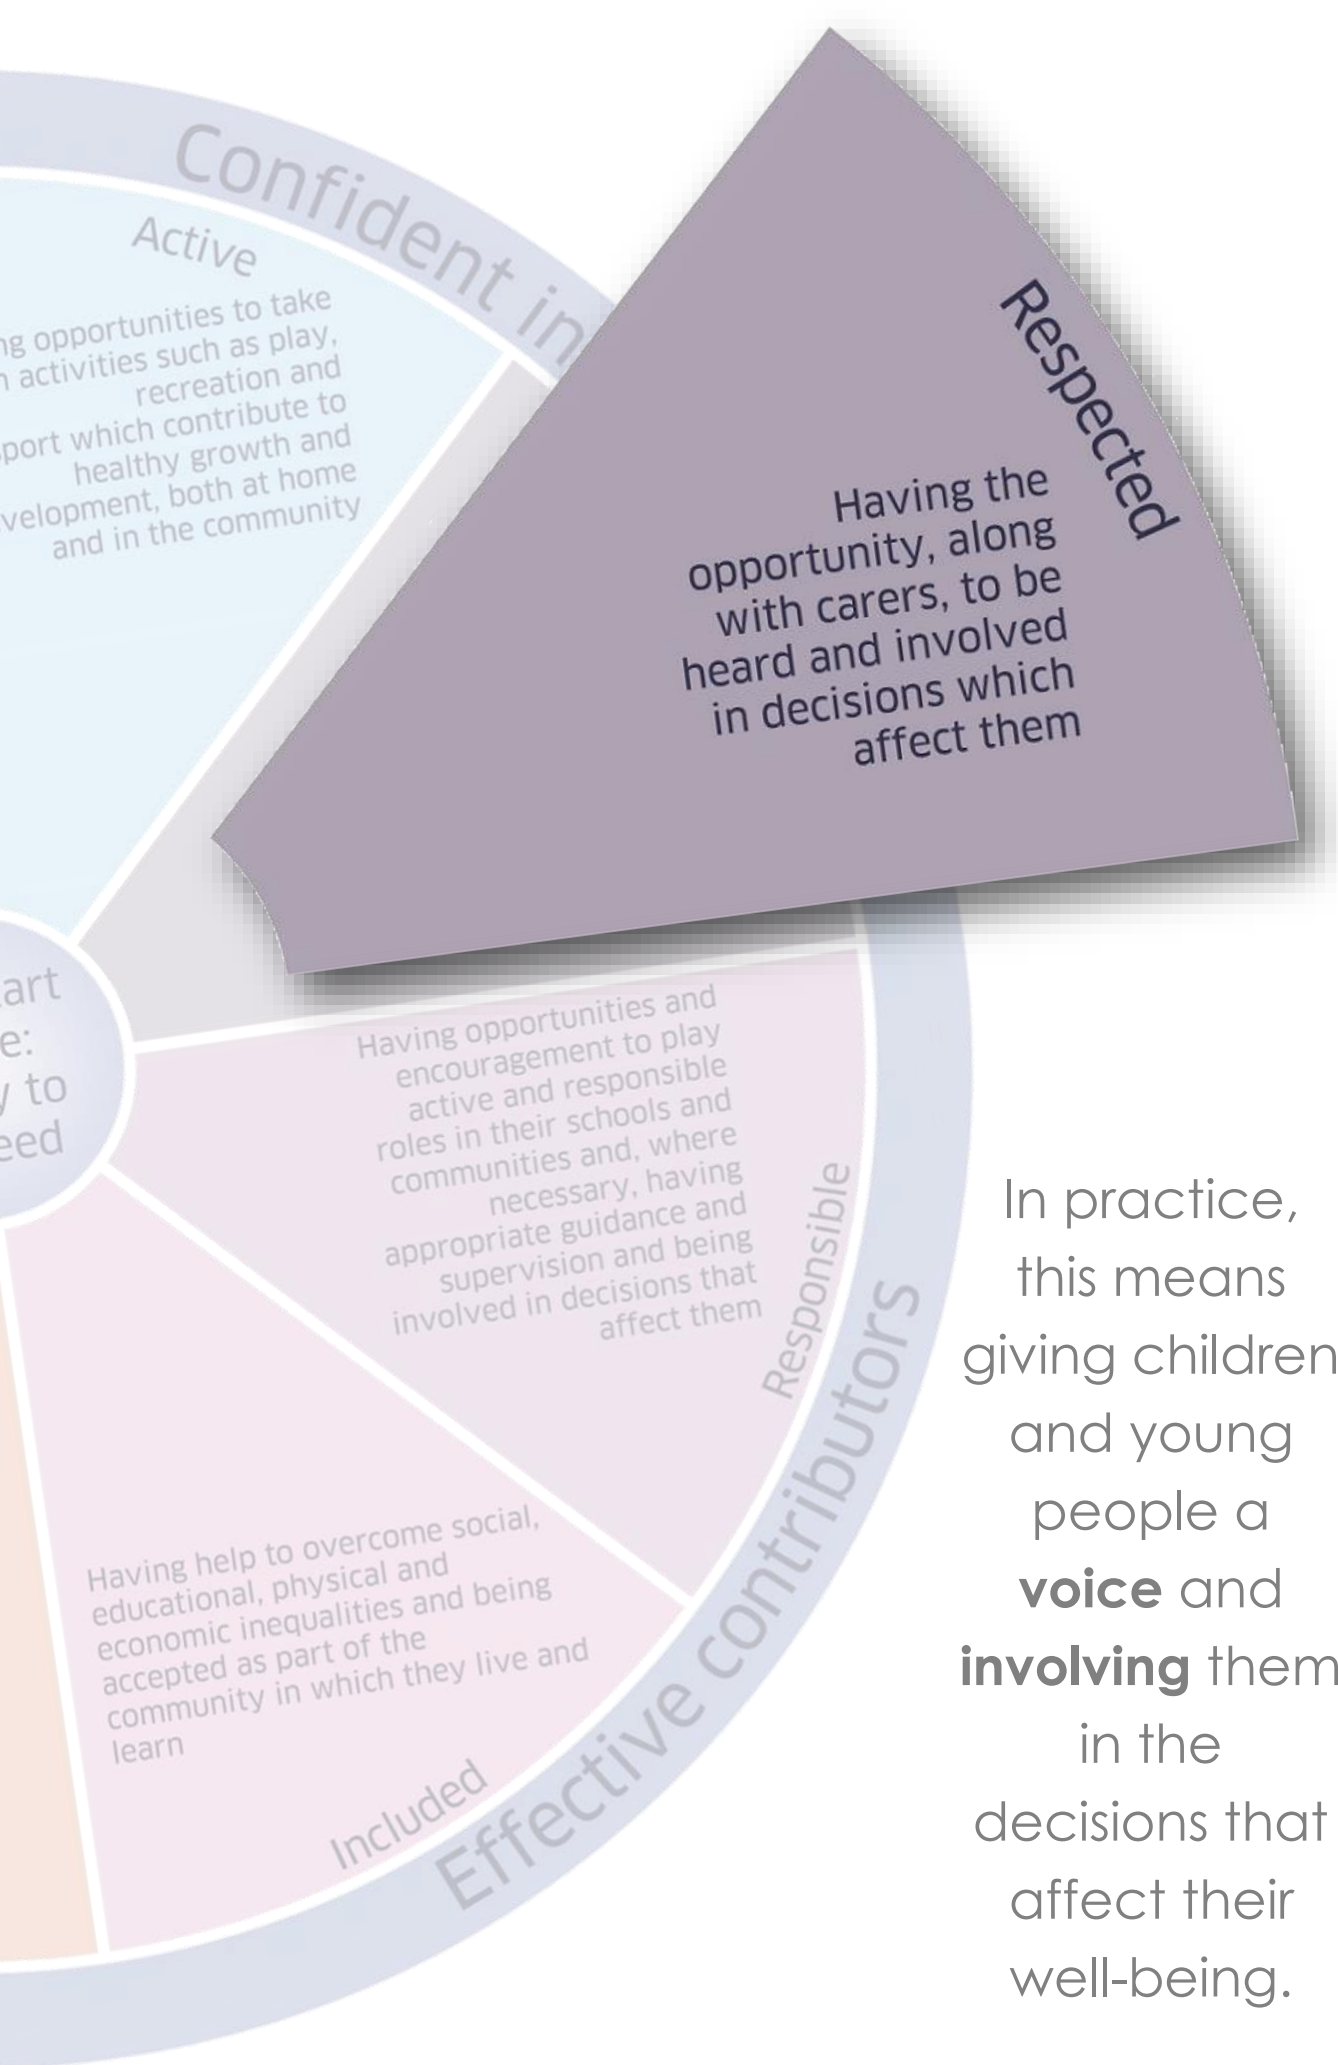 Confident in
Active
opportunities to take
activities such as play,
recreation and
which contribute to
healthy growth and
both at home
and in the community
Respected
Having the
opportunity, along
with carers, to be
heard and involved
in decisions which
affect them
to
Having opportunities and
encouragement to play
active and responsible
roles in their schools and
communities and, where
necessary, having
appropriate guidance and
supervision and being
involved in decisions that
affect them
Responsible
Effective contributors
Having help to overcome social,
educational, physical and
economic inequalities and being
accepted as part of the
community in which they live and
learn
Included
In practice,
this means
giving children
and young
people a
voice and
involving them
in the
decisions that
affect their
well-being.